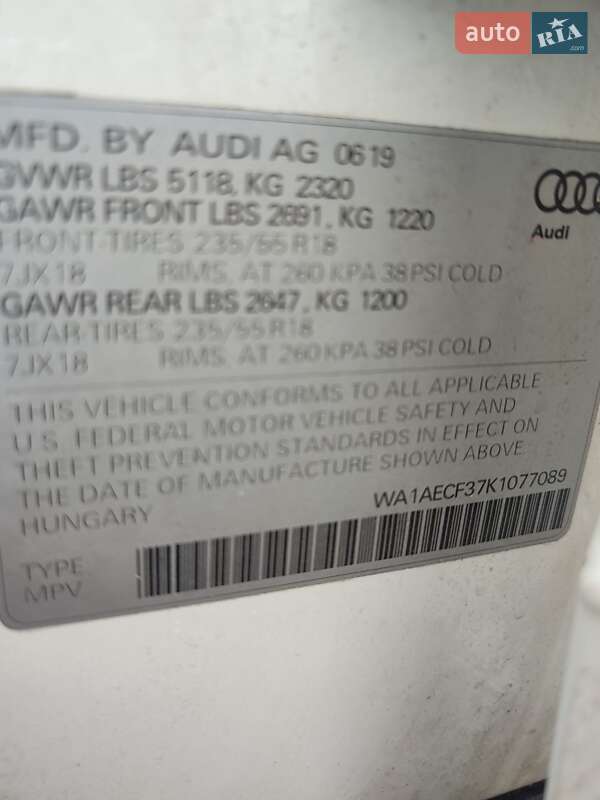 auto RIA.com
MFD. BY AUDI AG 0619
GVWR LBS 5118, KG 2320
GAWR FRONT LBS 2691, KG 1220
FRONT-TIRES 235/55R18
7JX18 RIMS, AT 260 KPA 38 PSI COLD
GAWR REAR LBS 2647, KG 1200
REAR-TIRES 235/55R18
7JX18 RIMS, AT 260 KPA 38 PSI COLD
Audi
THIS VEHICLE CONFORMS TO ALL APPLICABLE
U.S. FEDERAL MOTOR VEHICLE SAFETY AND
THEFT PREVENTION STANDARDS IN EFFECT ON
THE DATE OF MANUFACTURE SHOWN ABOVE.
HUNGARY WA1AECF37K1077089
TYPE
MPV